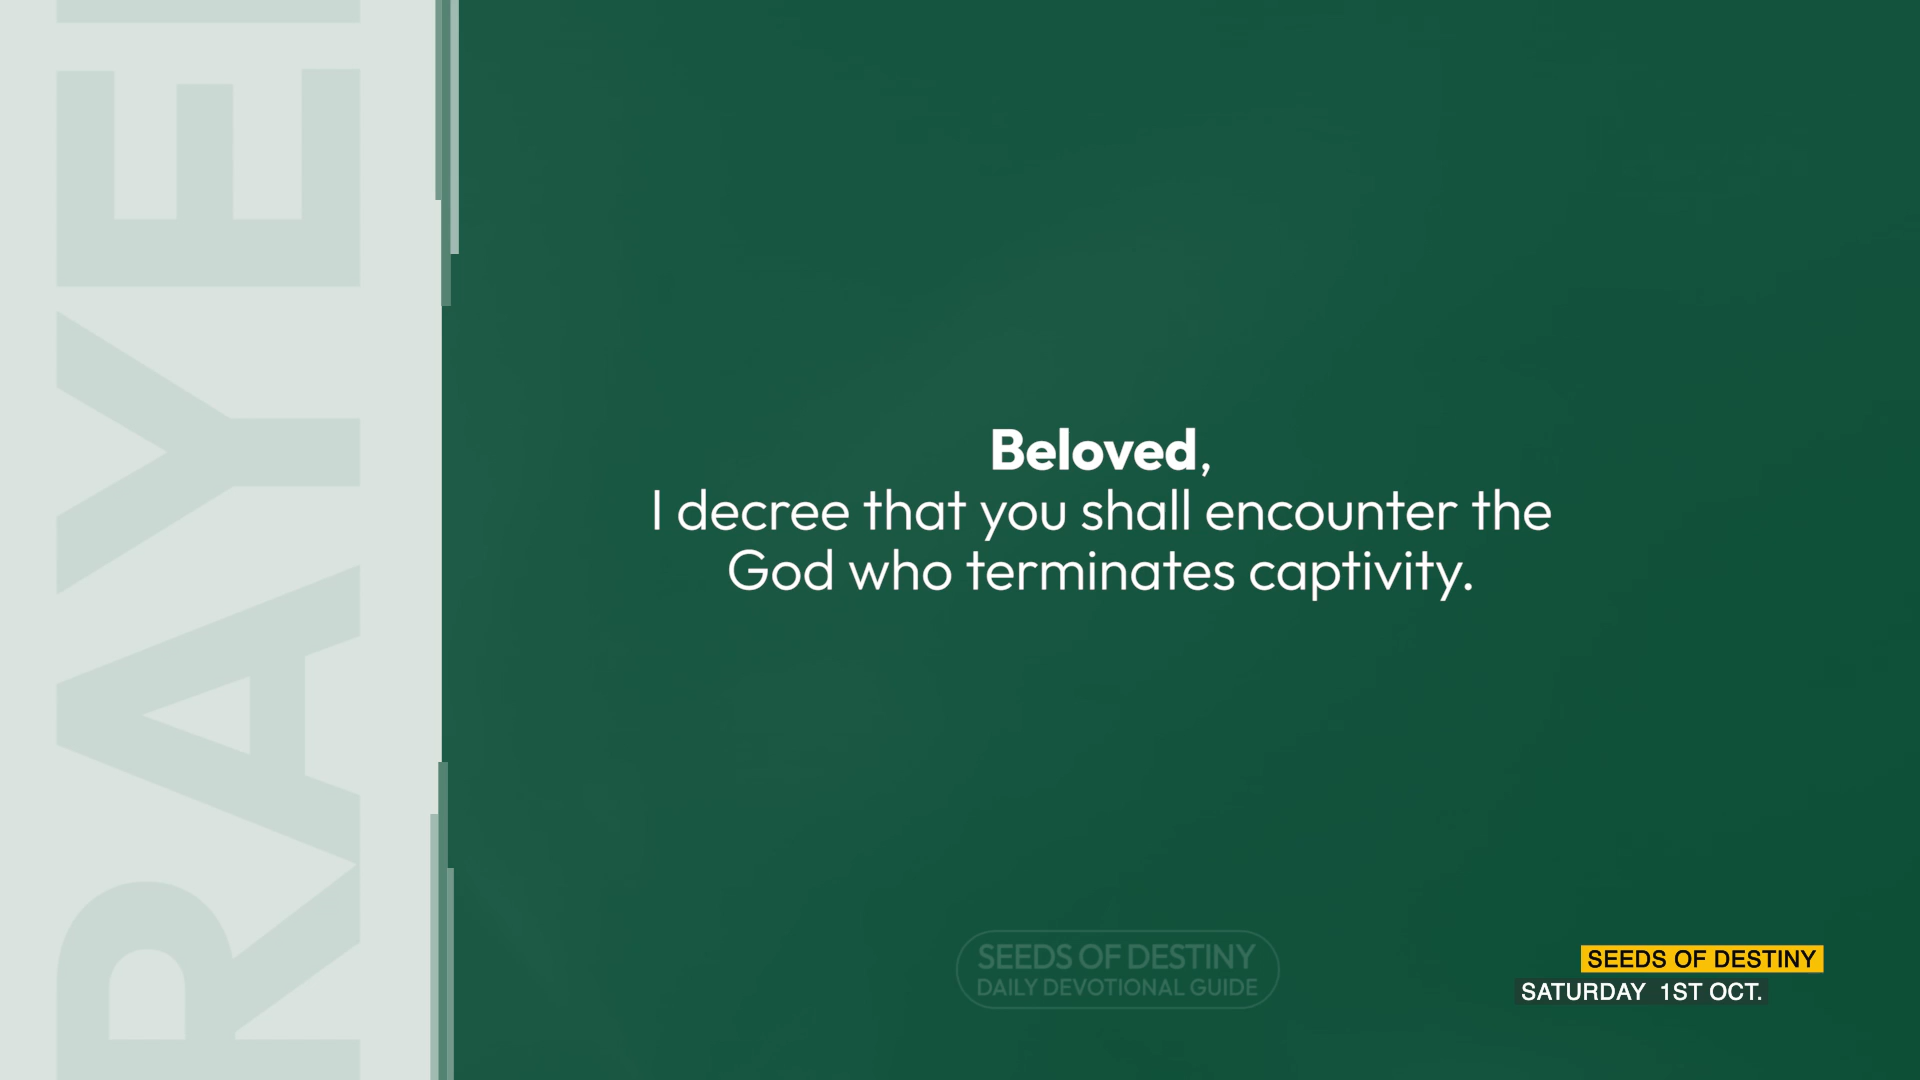 RAYE
Beloved,
I decree that you shall encounter the
God who terminates captivity.
SEEDS OF DESTINY
DAILY DEVOTIONAL GUIDE
SEEDS OF DESTINY
SATURDAY 1ST OCT.